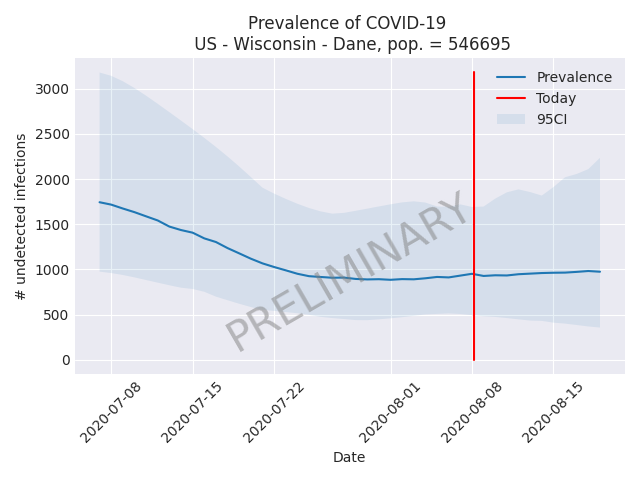 Prevalence of COVID-19
US - Wisconsin - Dane, pop. = 546695
Prevalence
Today
95CI
PRELIMINARY
# undetected infections
3000
2500
2000
1500
1000
500
0
2020-07-08
2020-07-15
2020-07-22
2020-08-01
2020-08-08
2020-08-15
Date